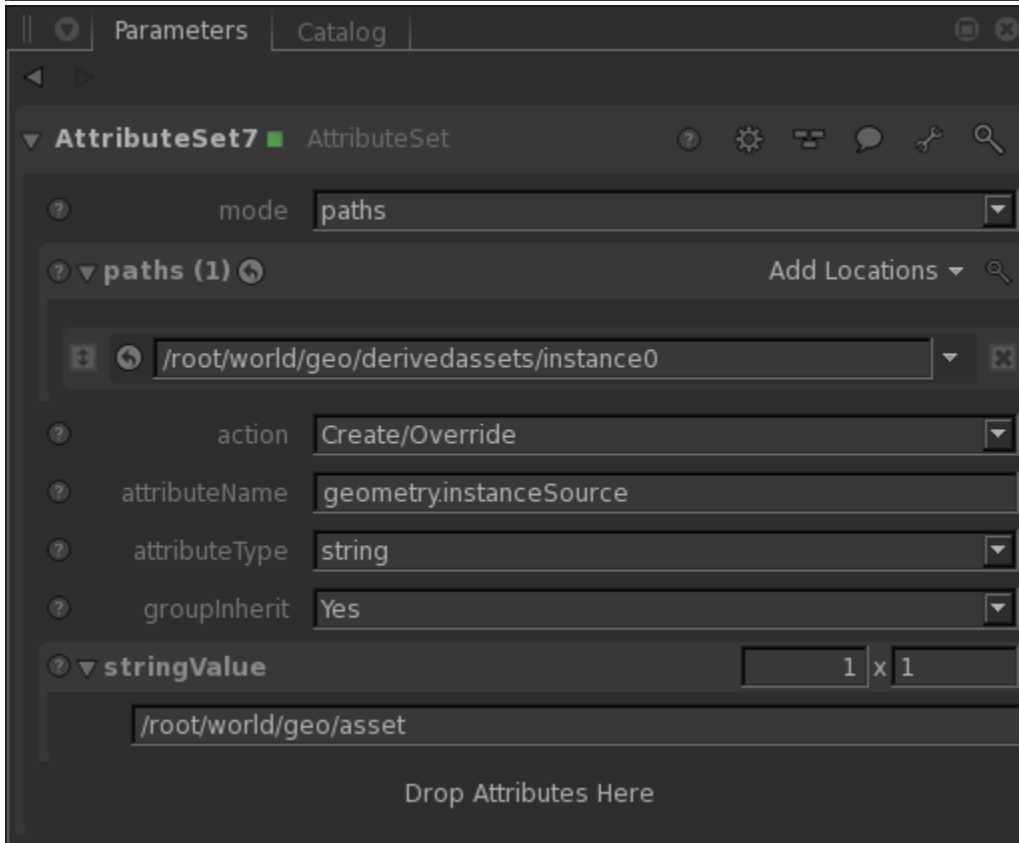 Parameters Catalog
AttributeSet7 AttributeSet
mode paths
paths (1) Add Locations
/root/world/geo/derivedassets/instance0
action Create/Override
attributeName geometry.instanceSource
attributeType string
groupInherit Yes
stringValue 1 x 1
/root/world/geo/asset
Drop Attributes Here